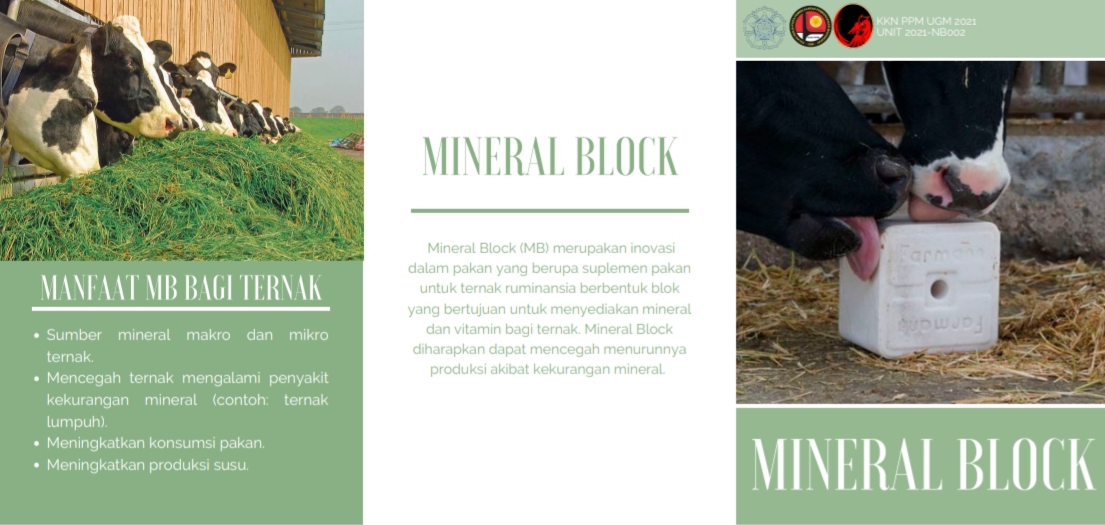 MANFAAT MB BAGI TERNAK
• Sumber mineral makro dan mikro
ternak.
• Mencegah ternak mengalami penyakit
kekurangan mineral (contoh: ternak
lumpuh).
• Meningkatkan konsumsi pakan.
• Meningkatkan produksi susu.
MINERAL BLOCK
Mineral Block (MB) merupakan inovasi
dalam pakan yang berupa suplemen pakan
untuk ternak ruminansia berbentuk blok
yang bertujuan untuk menyediakan mineral
dan vitamin bagi ternak. Mineral Block
diharapkan dapat mencegah menurunnya
produksi akibat kekurangan mineral.
KKN PPM UGM 2021
UNIT 2021-NB002
MINERAL BLOCK